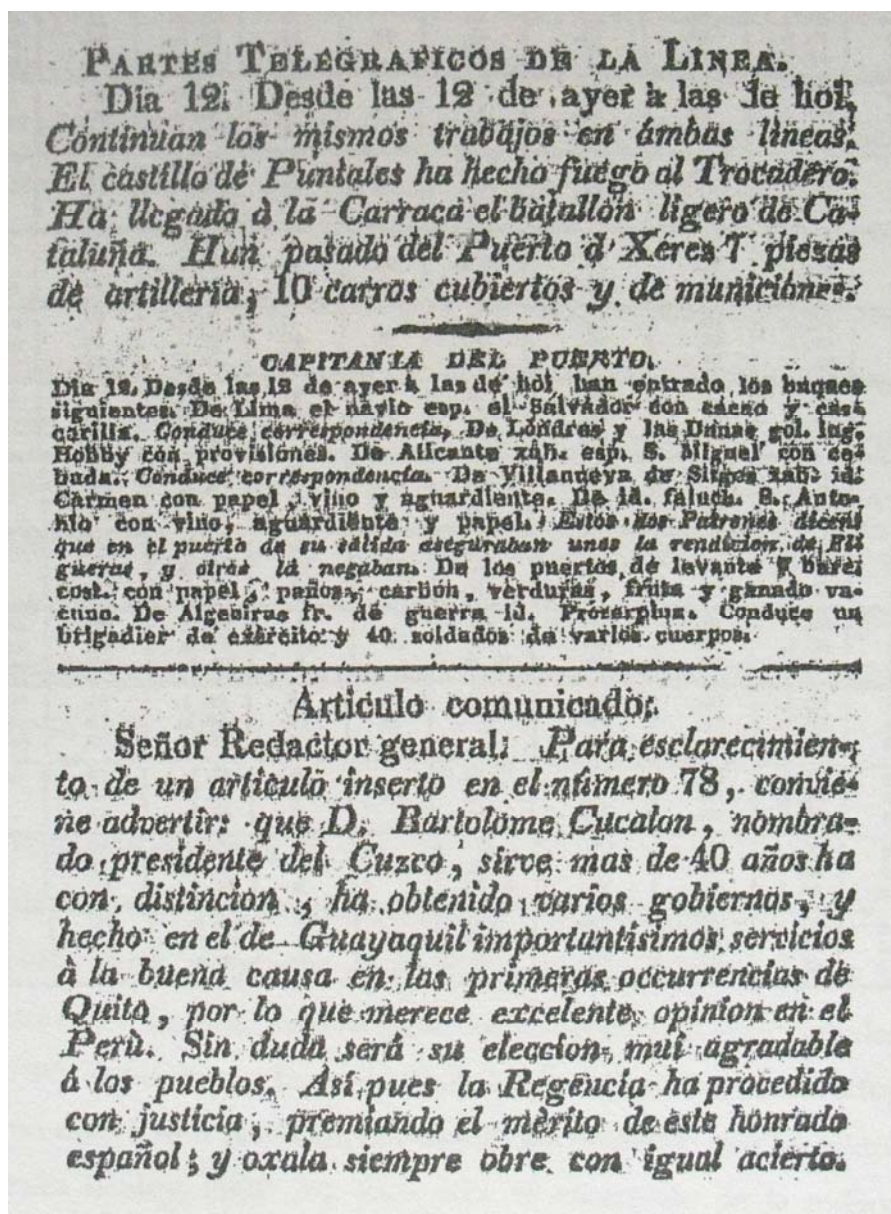 PARTES TELEGRAFICOS DE LA LINEA.
Dia 12. Desde las 12 de ayer à las de hoi,
Continuan los mismos trabajos en ámbas lineas.
El castillo de Puntales ha hecho fuego al Trocadero.
Ha llegado à la Carraca el batallon ligero de Ca-
taluña. Han pasado del Puerto á Xeres 7 piezas
de artilleria, 10 carros cubiertos y de municiones.
CAPITANIA DEL PUERTO.
Dia 12. Desde las 12 de ayer à las de hoi han entrado los buques
siguientes. De Lima el navio esp. el Salvador con cacao y casca
carilla. Conduce correspondencia. De Lóndres y las Dunas gol. ing.
Hobby con provisiones. De Alicante xab. esp. S. Miguel con ce-
bada. Conduce correspondencia. De Villanueva de Sitges xab. id.
Carmen con papel, vino y aguardiente. De id. faluch. S. Anto-
nio con vino, aguardiente y papel. Estos dos Patrones dicen
que en el puerto de su salida aseguraban unos la rendicion de Fi
gueras, y otros la negaban. De los puertos de levante 7 barc.
cost. con papel, paños, carbon, verduras, fruta y ganado va-
cuno. De Algeciras fr. de guerra id. Conduce un
brigadier de exército y 40 soldados de varios cuerpos.
Articulo comunicado.
Señor Redactor general: Para esclarecimien-
to de un articulo inserto en el número 78, convie-
ne advertir: que D. Bartolome Cucalon, nombra-
do presidente del Cuzco, sirve mas de 40 años ha
con distincion, ha obtenido varios gobiernos, y
hecho en el de Guayaquil importantisimos servicios
à la buena causa en las primeras occurrencias de
Quito, por lo que merece excelente opinion en el
Perù. Sin duda será su eleccion mui agradable
á los pueblos. Así pues la Regencia ha procedido
con justicia, premiando el mérito de este honrado
español; y oxala siempre obre con igual acierto.